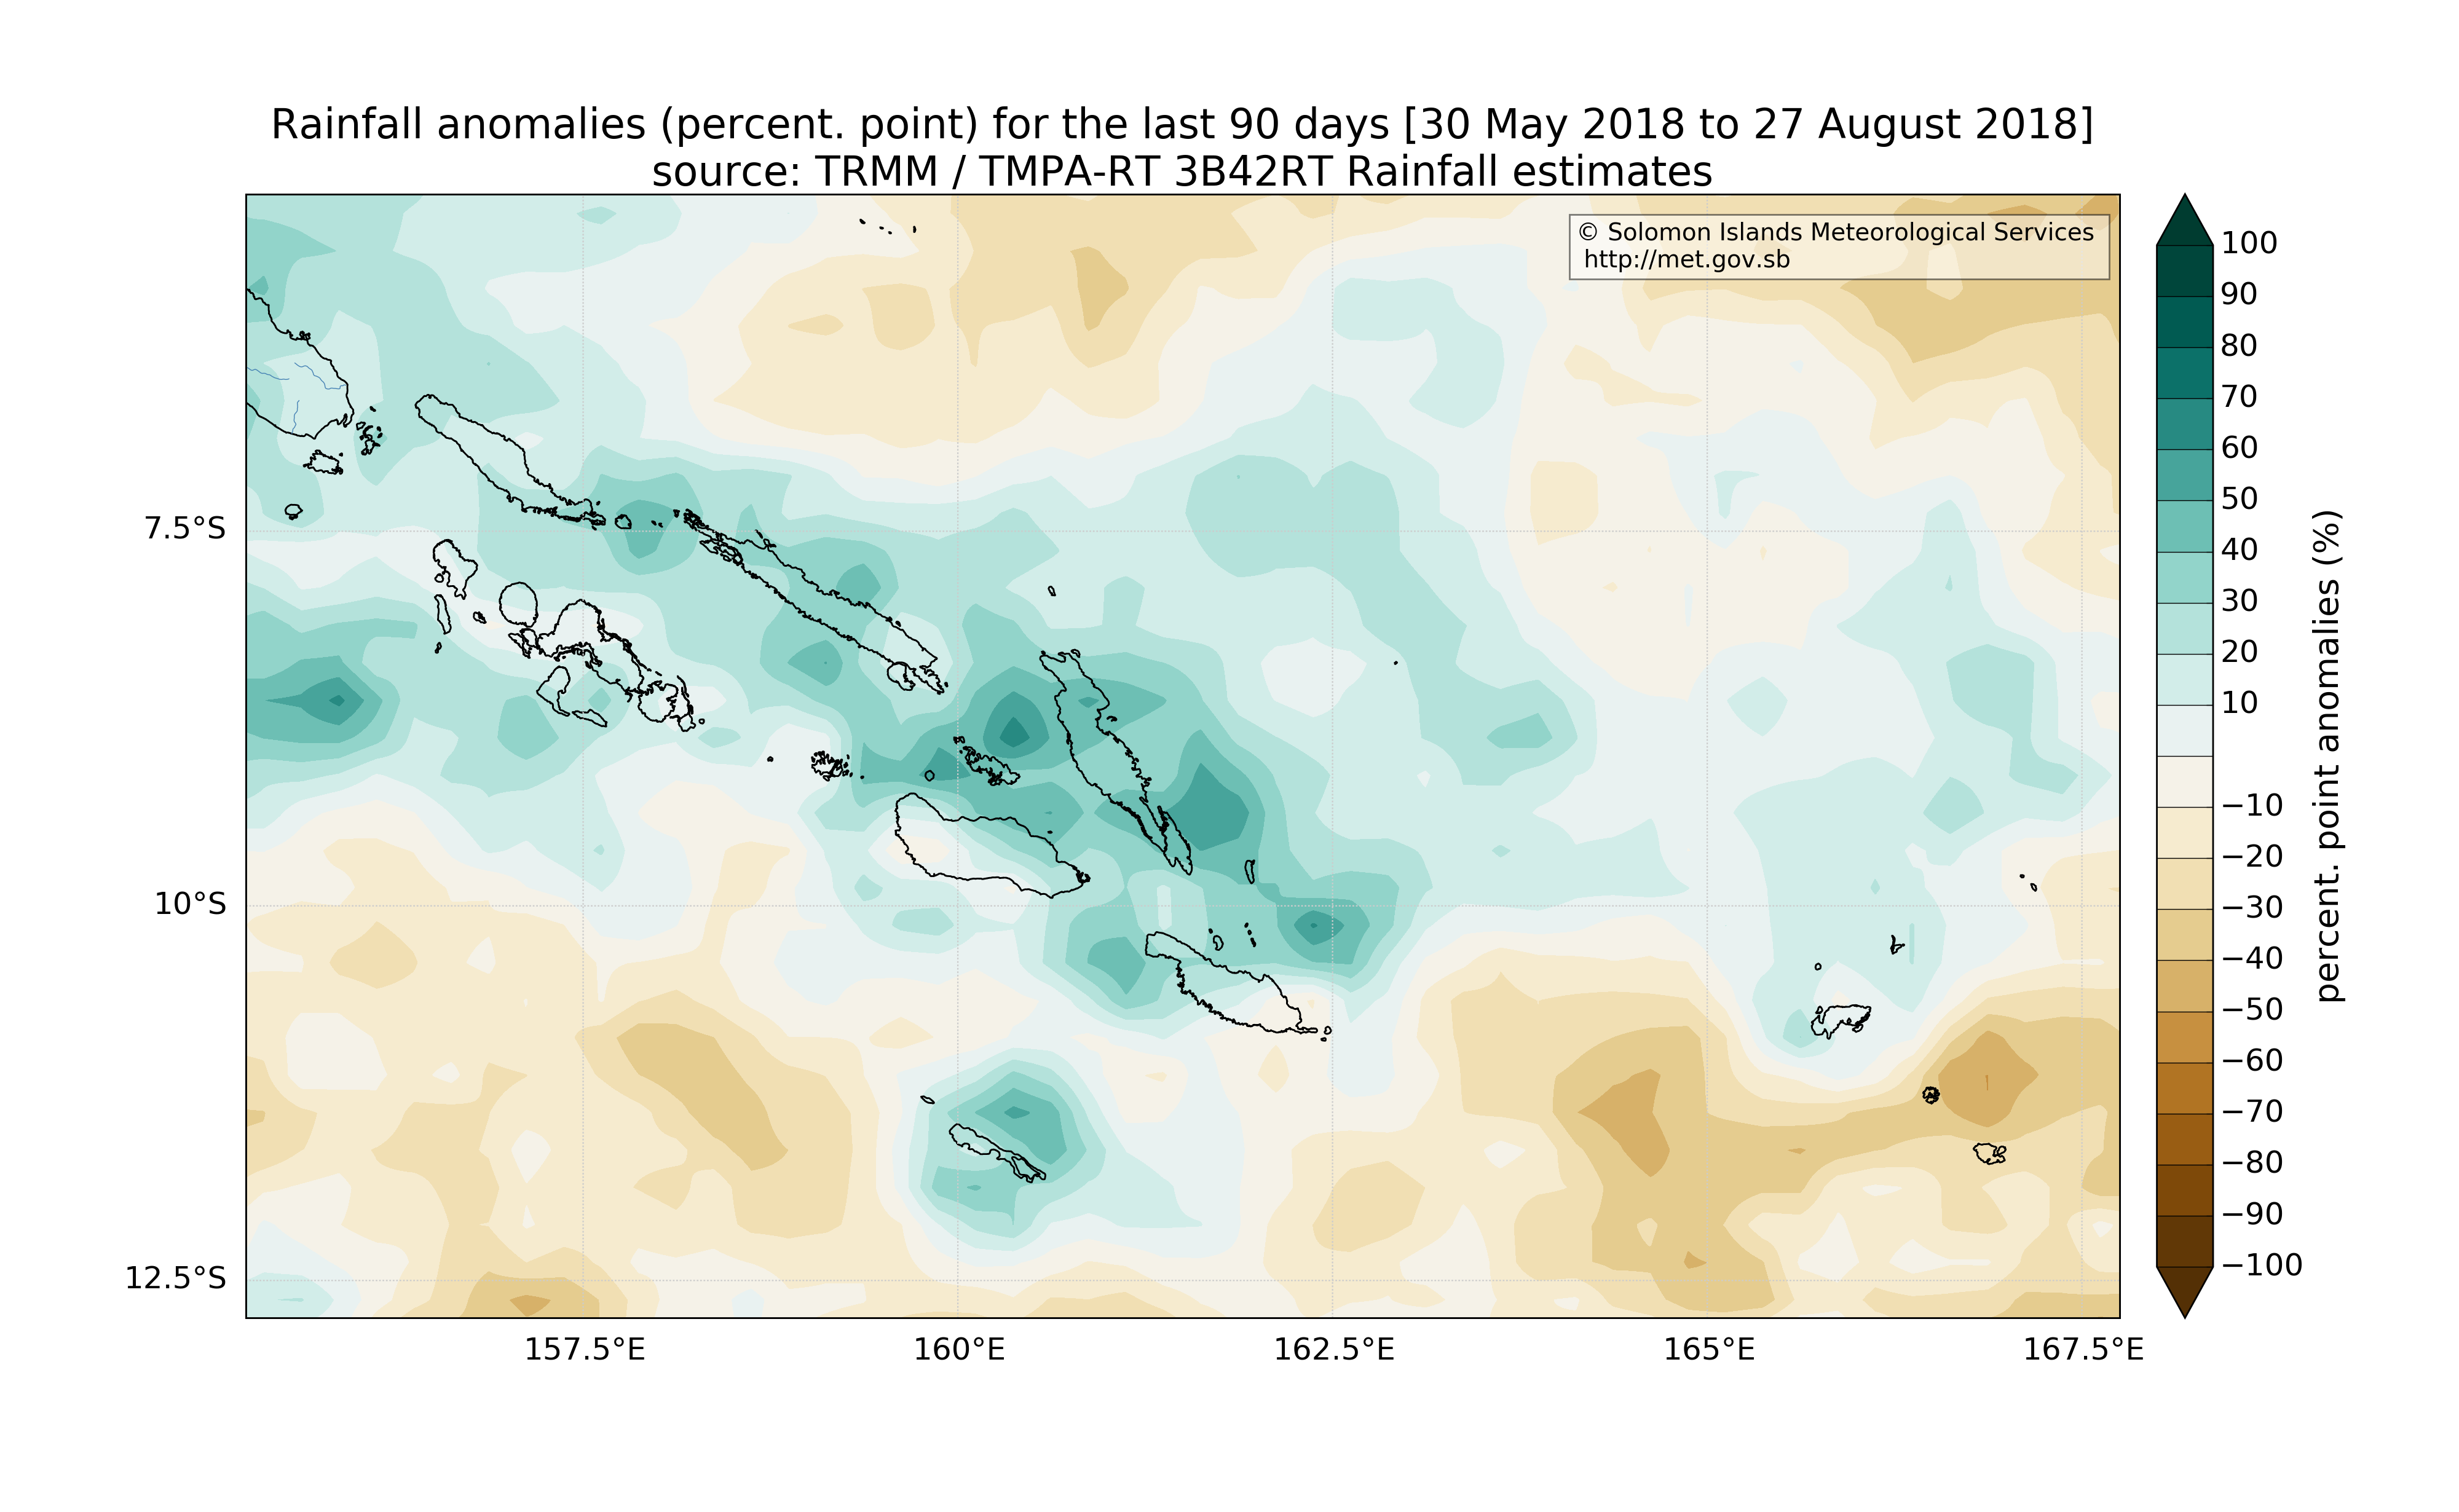 Rainfall anomalies (percent. point) for the last 90 days [30 May 2018 to 27 August 2018]
source: TRMM / TMPA-RT 3B42RT Rainfall estimates
© Solomon Islands Meteorological Services
http://met.gov.sb
7.5°S
10°S
12.5°S
157.5°E
160°E
162.5°E
165°E
167.5°E
100
90
80
70
60
50
40
30
20
10
−10
−20
−30
−40
−50
−60
−70
−80
−90
−100
percent. point anomalies (%)